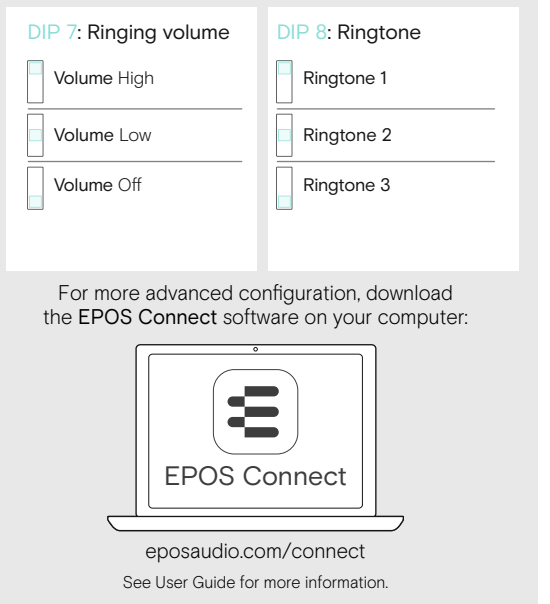 DIP 7: Ringing volume
Volume High
Volume Low
Volume Off
DIP 8: Ringtone
Ringtone 1
Ringtone 2
Ringtone 3
For more advanced configuration, download
the EPOS Connect software on your computer:
EPOS Connect
eposaudio.com/connect
See User Guide for more information.